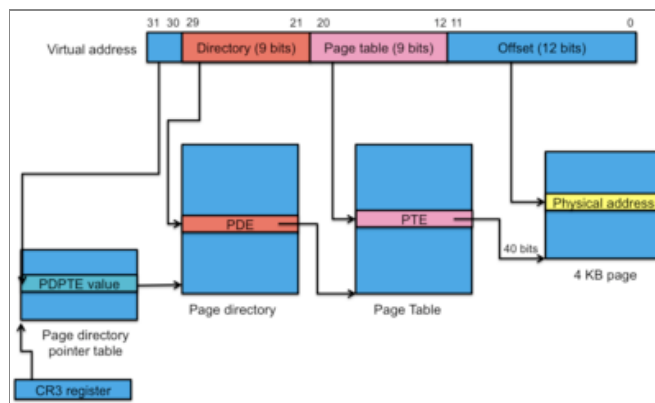 31 30 29 21 20 12 11 0
Virtual address Directory (9 bits) Page table (9 bits) Offset (12 bits)
Physical address
PDE PTE
40 bits
PDPTE value 4 KB page
Page directory Page Table
Page directory
pointer table
CR3 register